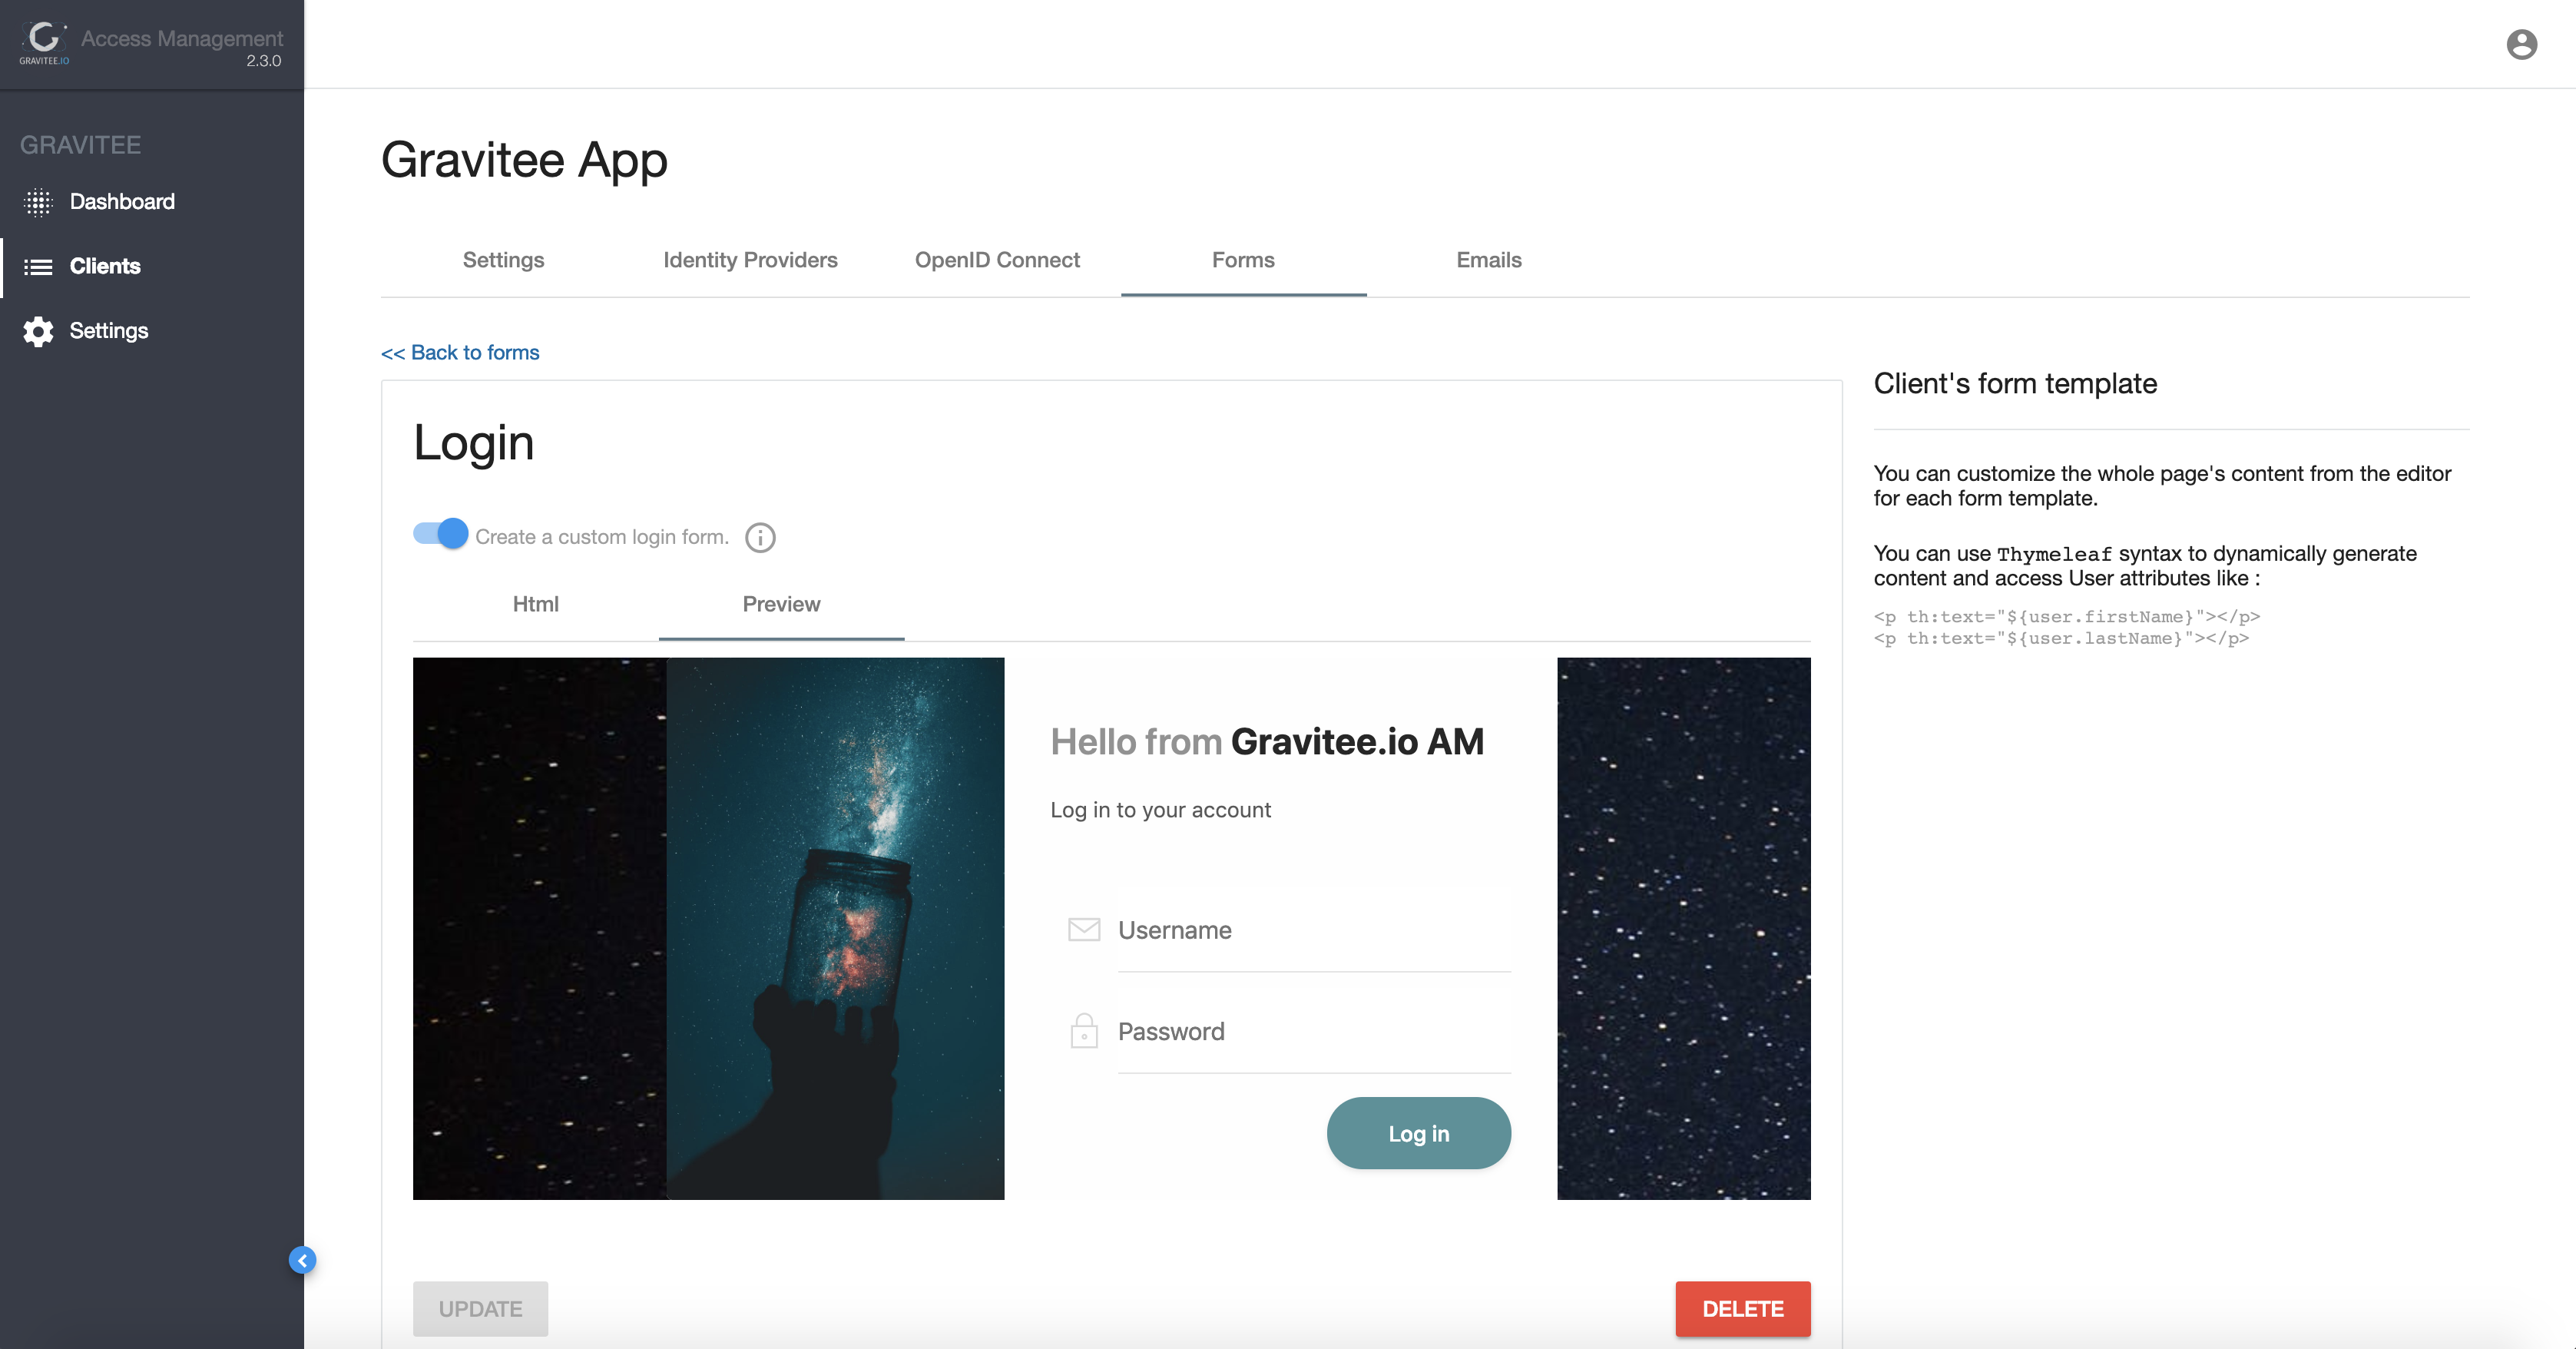 GRAVITEE.IO
Access Management
2.3.0
GRAVITEE
Dashboard
Clients
Settings
Gravitee App
Settings
Identity Providers
OpenID Connect
Forms
Emails
<< Back to forms
Login
Create a custom login form.
Html
Preview
Hello from Gravitee.io AM
Log in to your account
Username
Password
Log in
UPDATE
DELETE
Client's form template
You can customize the whole page's content from the editor
for each form template.
You can use Thymeleaf syntax to dynamically generate
content and access User attributes like :
<p th:text="${user.firstName}"></p>
<p th:text="${user.lastName}"></p>